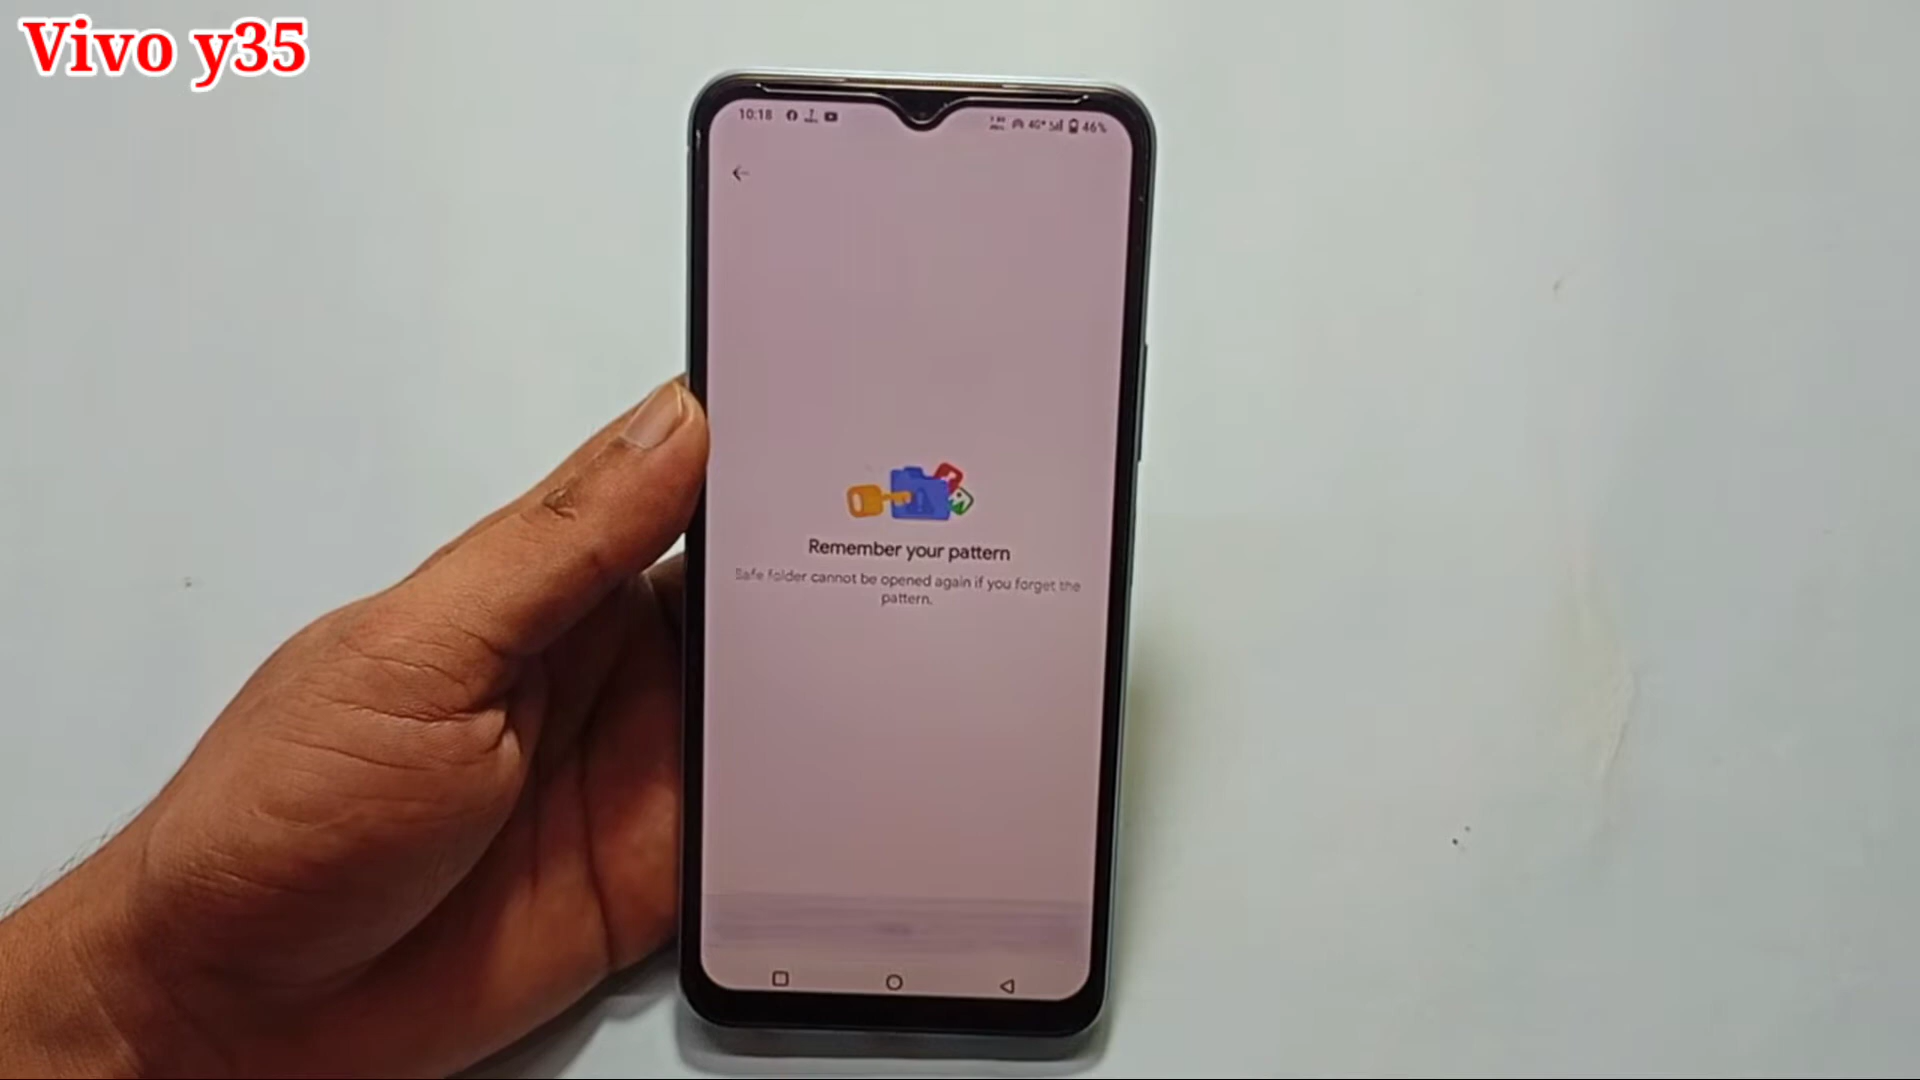 Vivo y35
10:18
4G+ 46%
Remember your pattern
Safe folder cannot be opened again if you forget the
pattern.